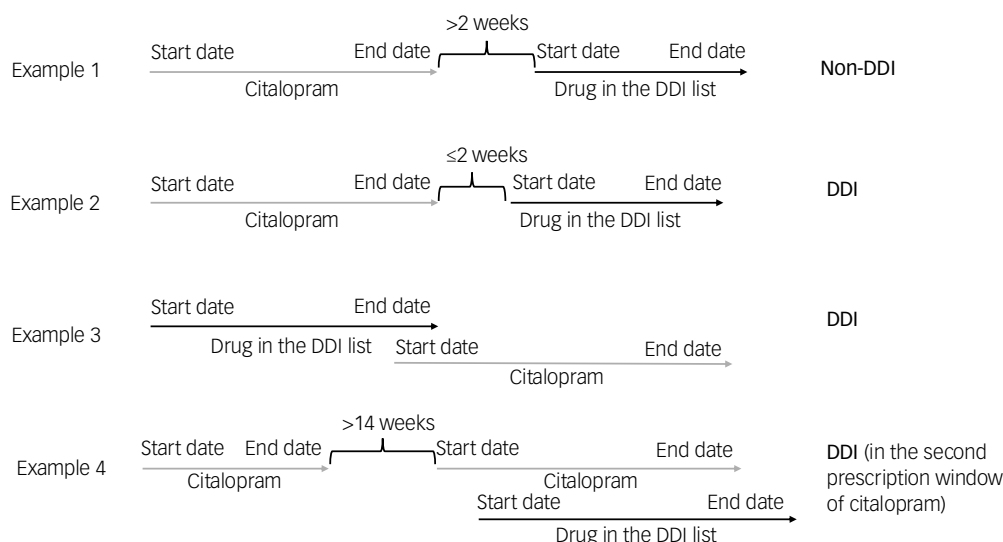 >2 weeks
Start date End date Start date End date
Example 1 Non-DDI
Citalopram Drug in the DDI list
≤2 weeks
Start date End date Start date End date
Example 2 DDI
Citalopram Drug in the DDI list
Start date End date
Example 3 DDI
Drug in the DDI list Start date End date
Citalopram
>14 weeks
Start date End date Start date End date
Example 4 DDI (in the second
Citalopram Citalopram prescription window
Start date End date of citalopram)
Drug in the DDI list